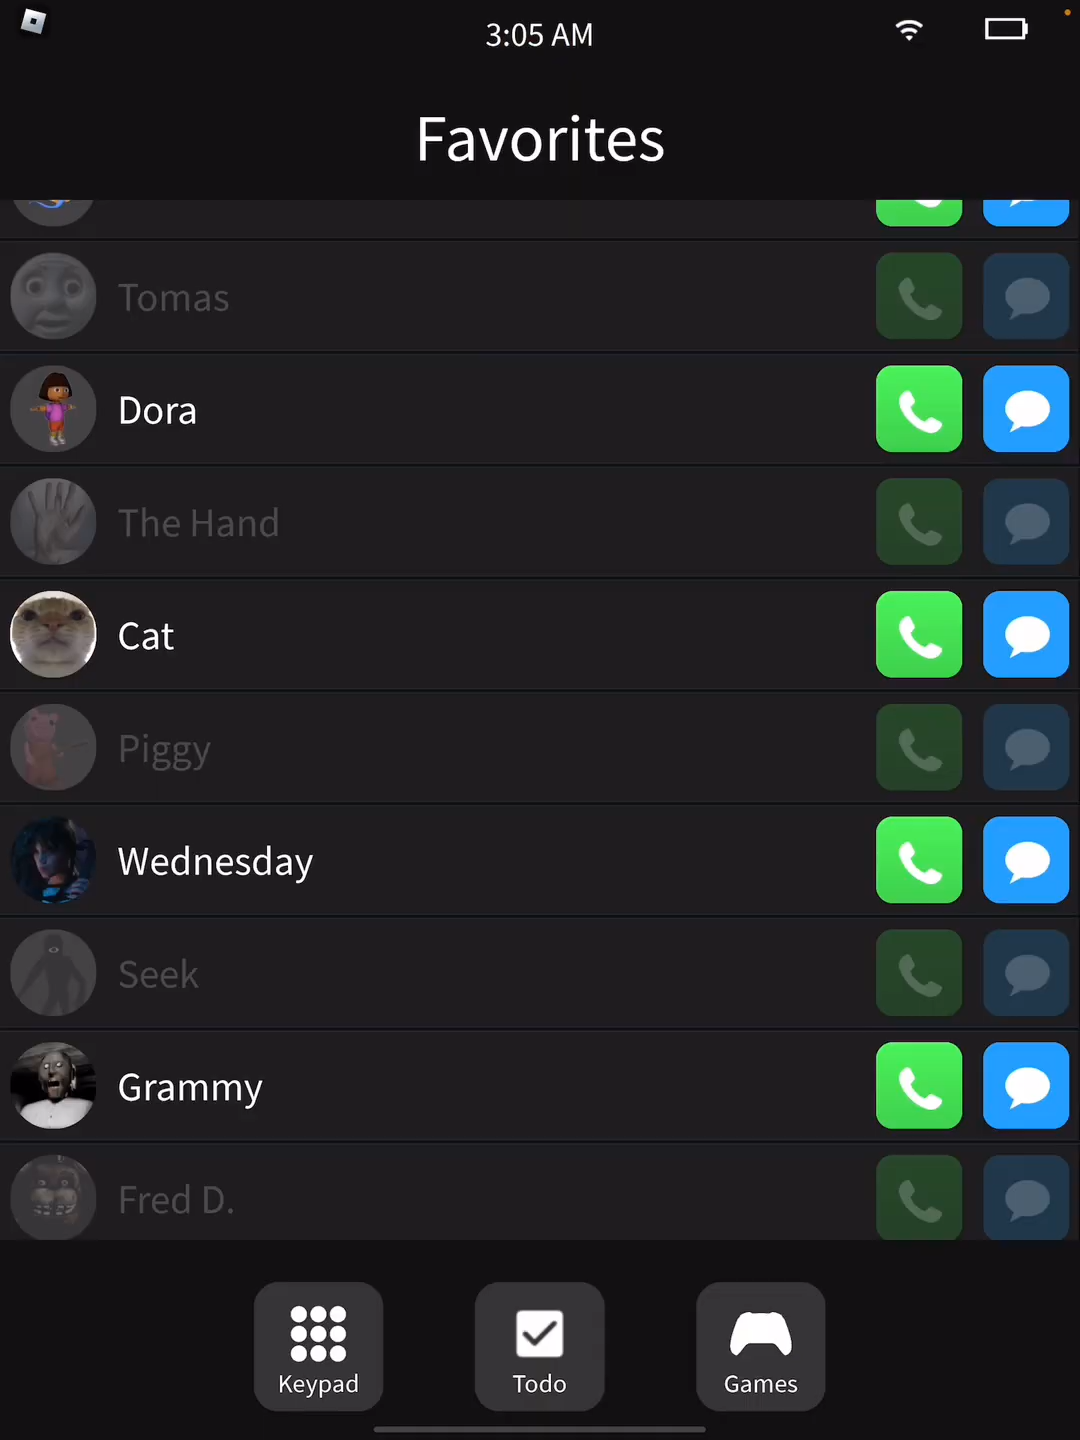 3:05 AM
Favorites
Tomas
Dora
The Hand
Cat
Piggy
Wednesday
Seek
Grammy
Fred D.
Keypad
Todo
Games